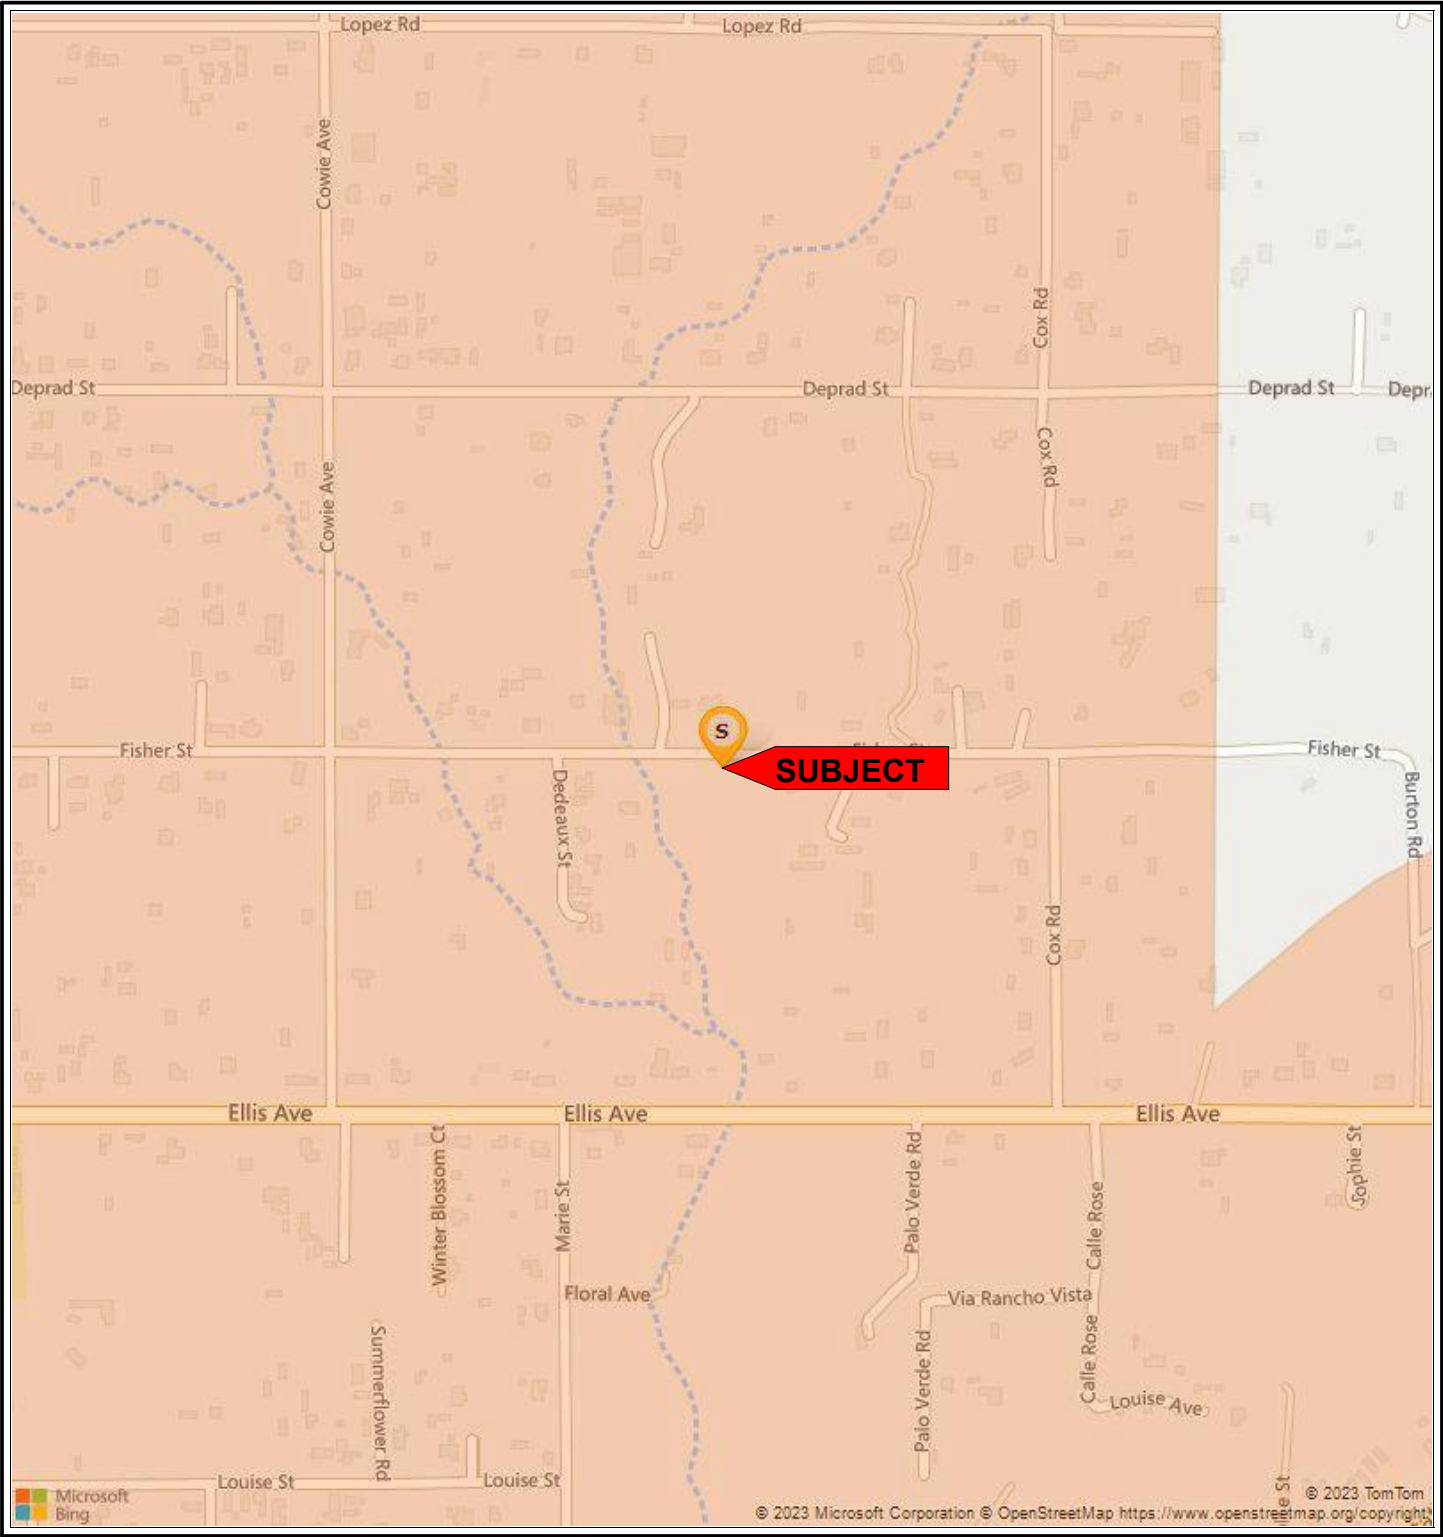 Lopez Rd
Lopez Rd
Cowie Ave
Cox Rd
Deprad St
Deprad St
Deprad St
Depr
Cox Rd
Cowie Ave
S
Fisher St
Fisher St
SUBJECT
Dedeaux St
Burton Rd
Cox Rd
Ellis Ave
Ellis Ave
Ellis Ave
Winter Blossom Ct
Marie St
Palo Verde Rd
Calle Rose
Sophie St
Floral Ave
Via Rancho Vista
Summerflower Rd
Palo Verde Rd
Calle Rose
Louise Ave
Louise St
Louise St
Microsoft
Bing
© 2023 TomTom
© 2023 Microsoft Corporation © OpenStreetMap https://www.openstreetmap.org/copyright